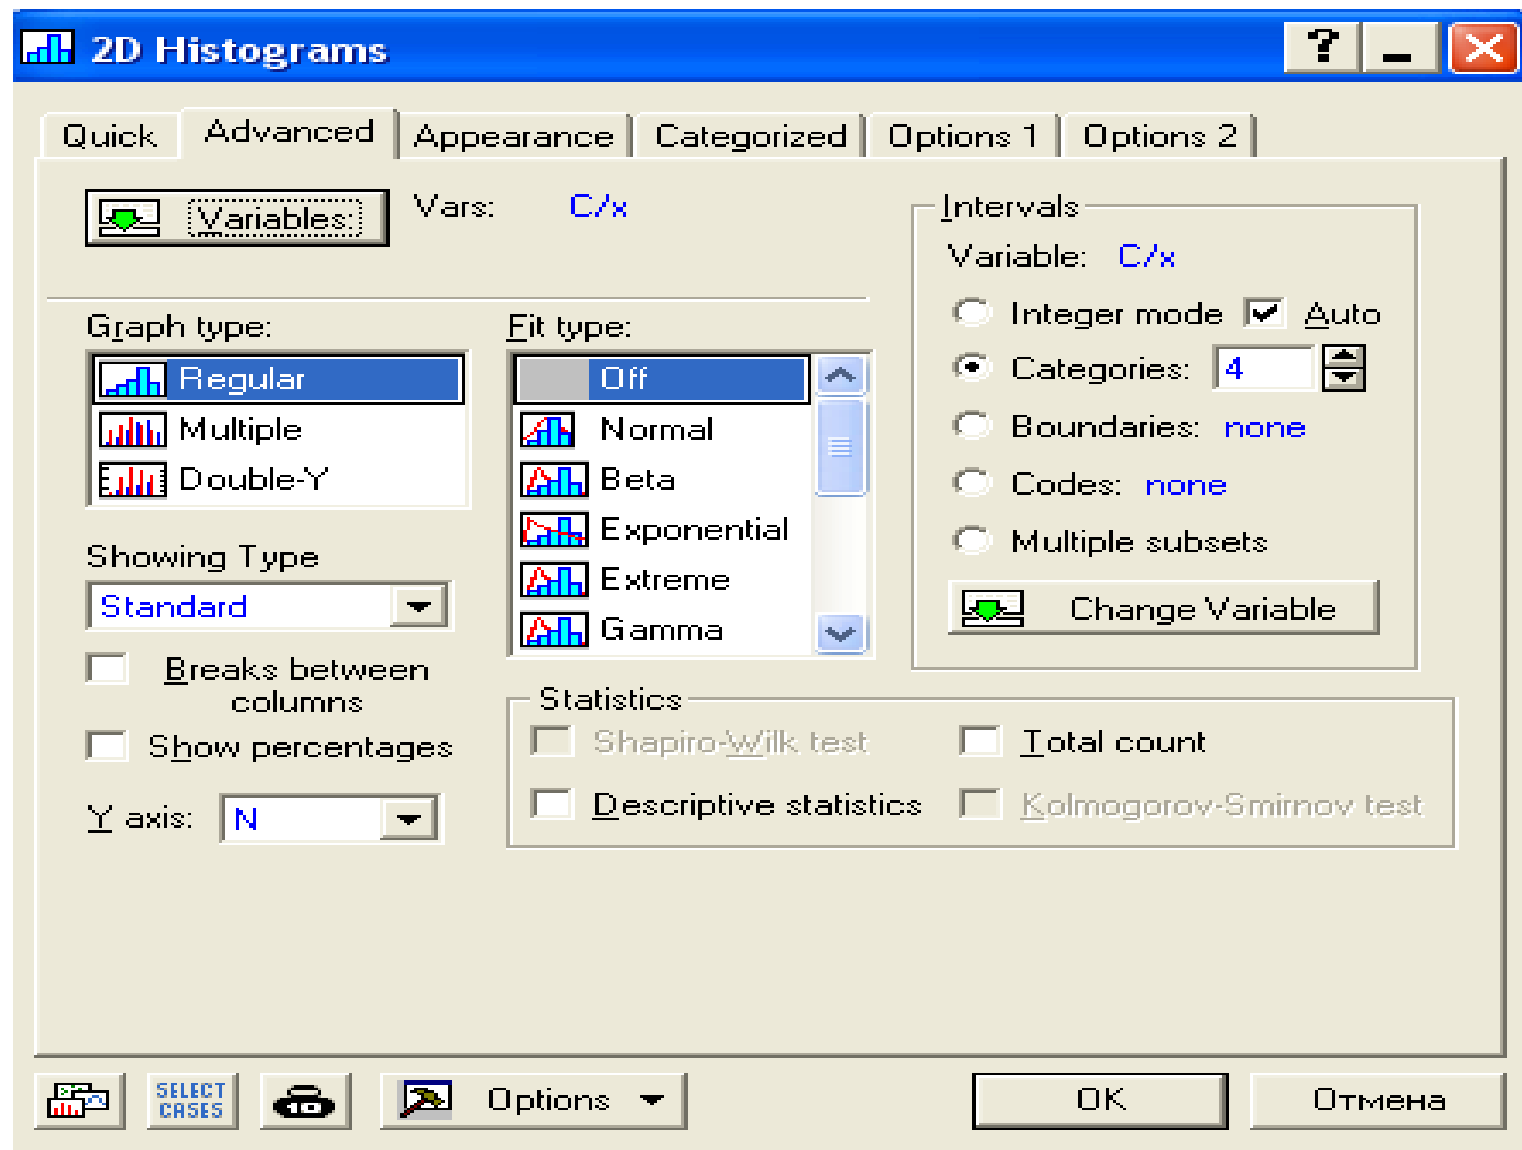 2D Histograms
Quick Advanced Appearance Categorized Options 1 Options 2
Variables: Vars: C/x
Graph type:
Regular
Multiple
Double-Y
Showing Type
Standard
Breaks between
columns
Show percentages
Y axis: N
Fit type:
Off
Normal
Beta
Exponential
Extreme
Gamma
Intervals
Variable: C/x
Integer mode Auto
Categories: 4
Boundaries: none
Codes: none
Multiple subsets
Change Variable
Statistics
Shapiro-Wilk test Total count
Descriptive statistics Kolmogorov-Smirnov test
SELECT
CASES
Options OK Отмена